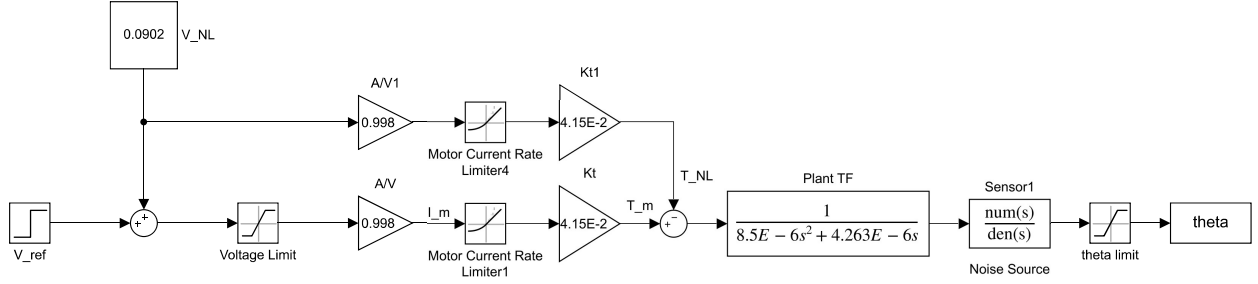 0.0902
V_NL
A/V1
0.998
Motor Current Rate
Limiter4
Kt1
4.15E-2
T_NL
V_ref
+
+
Voltage Limit
A/V
0.998
I_m
Motor Current Rate
Limiter1
Kt
4.15E-2
T_m
−
Plant TF
1
8.5E − 6s² + 4.263E − 6s
Sensor1
num(s)
den(s)
Noise Source
theta limit
theta